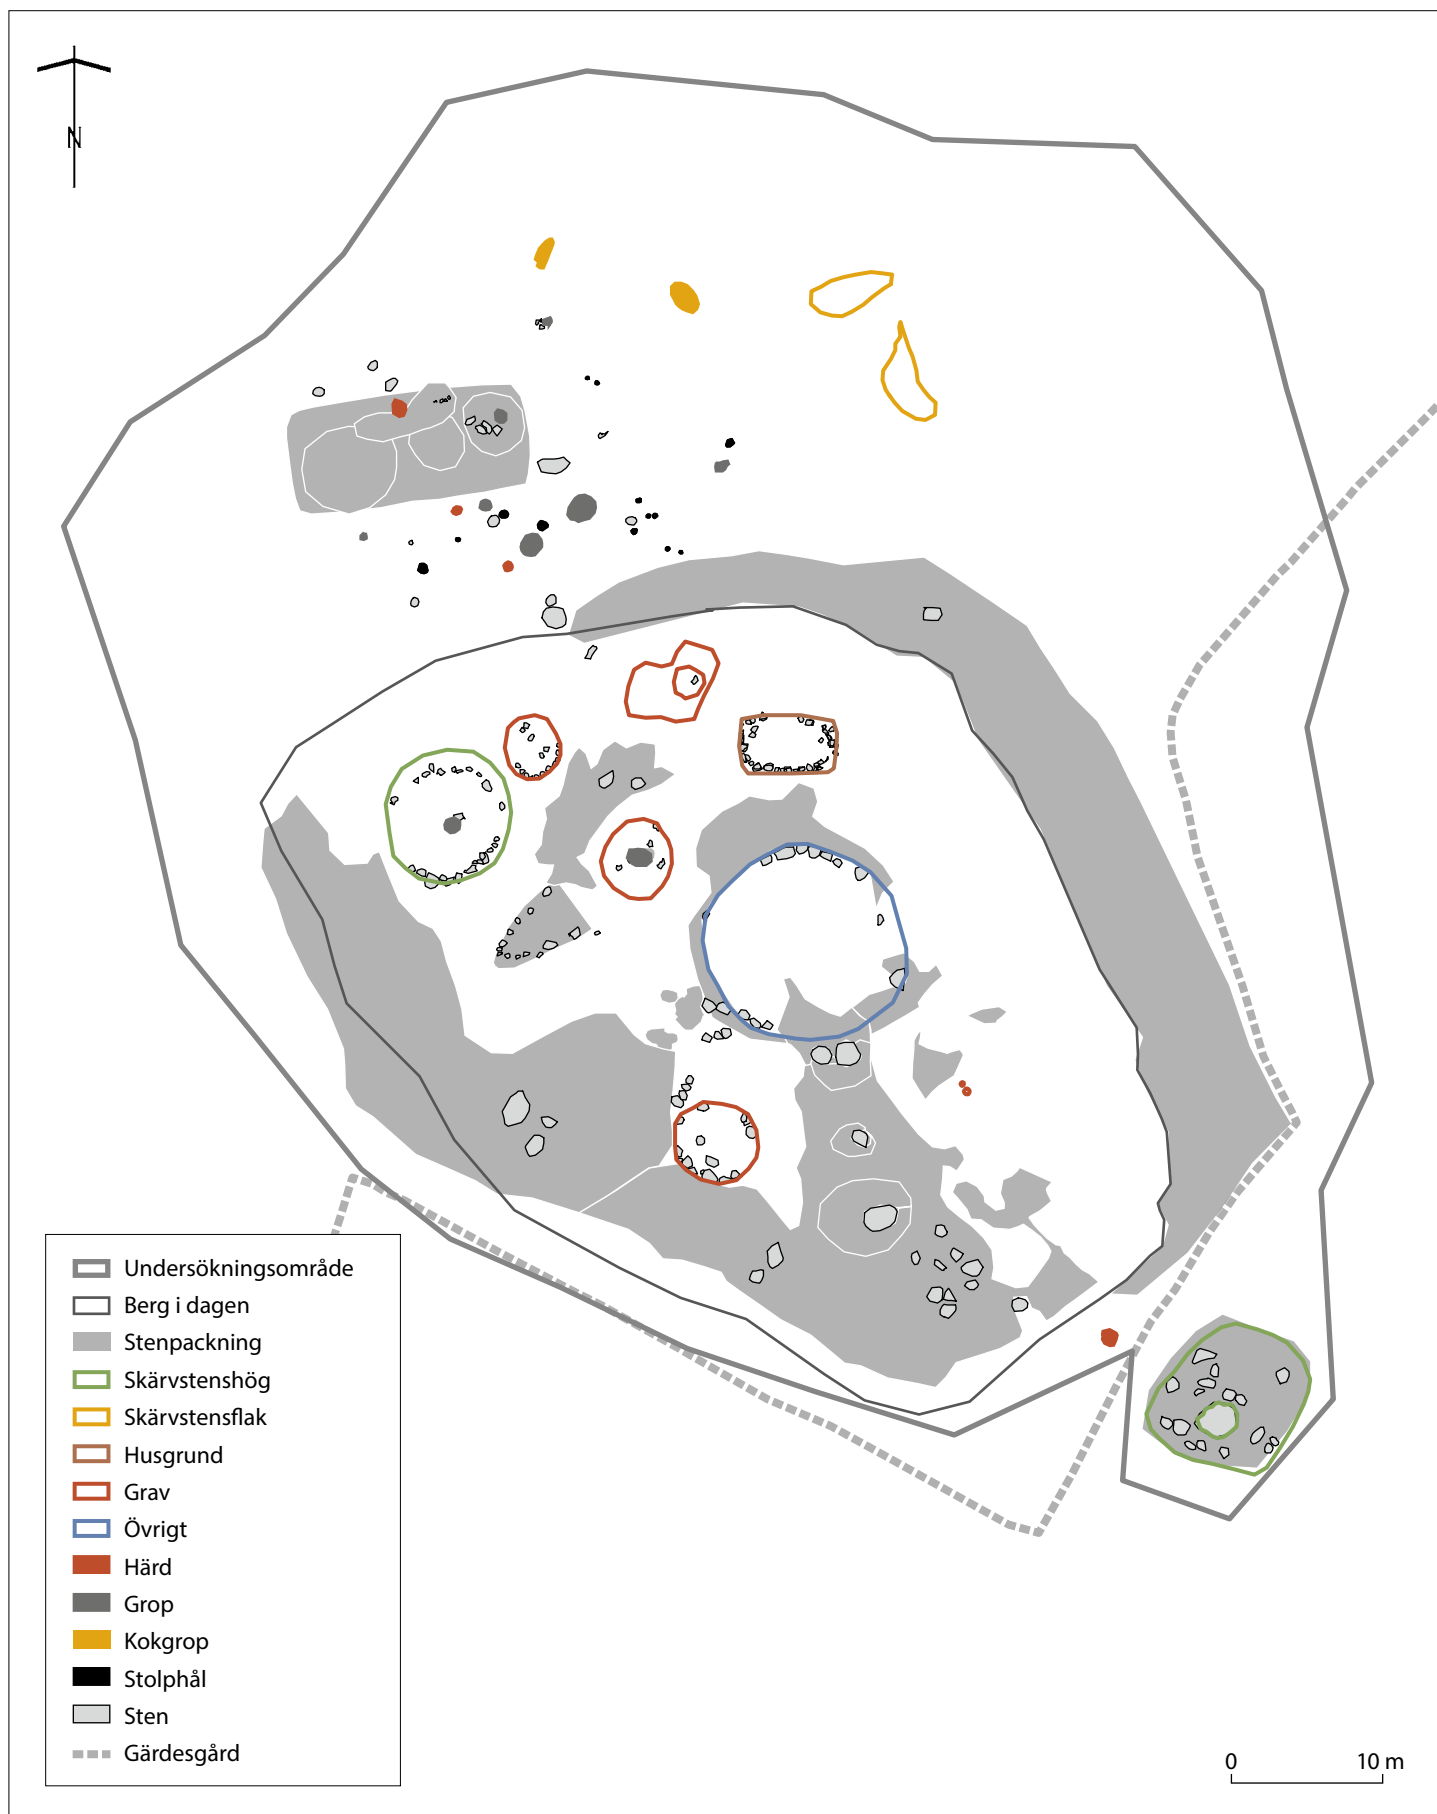 N
Undersökningsområde
Berg i dagen
Stenpackning
Skärvstenshög
Skärvstensflak
Husgrund
Grav
Övrigt
Härd
Grop
Kokgrop
Stolphål
Sten
Gärdesgård
0 10 m